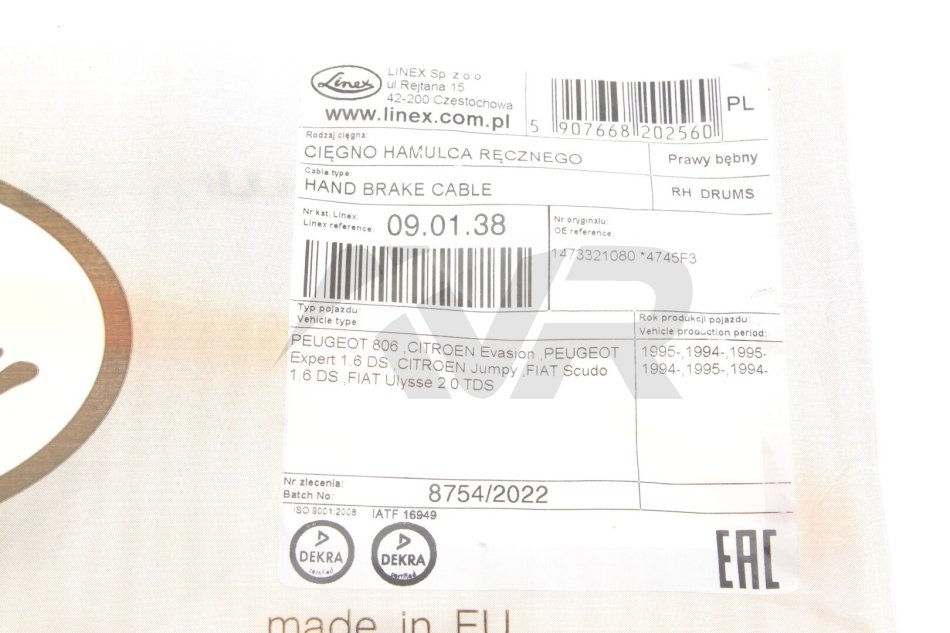 Linex
LINEX Sp. z o o
ul.Rejtana 15
42-200 Czestochowa
www.linex.com.pl
5 907668 202560
PL
Rodzaj cięgna:
CIĘGNO HAMULCA RĘCZNEGO
Prawy bębny
Cable type:
HAND BRAKE CABLE
RH DRUMS
Nr kat. Linex:
Linex reference:
09.01.38
Nr oryginału:
OE reference:
1473321080 *4745F3
Typ pojazdu:
Vehicle type
Rok produkcji pojazdu:
Vehicle production period:
PEUGEOT 806 ,CITROEN Evasion ,PEUGEOT
Expert 1.6 DS ,CITROEN Jumpy ,FIAT Scudo
1.6 DS ,FIAT Ulysse 2.0 TDS
1995-,1994-,1995-
1994-,1995-,1994-
Nr zlecenia:
Batch No:
8754/2022
ISO 9001:2008
IATF 16949
DEKRA
certified
DEKRA
certified
EAC
made in EU